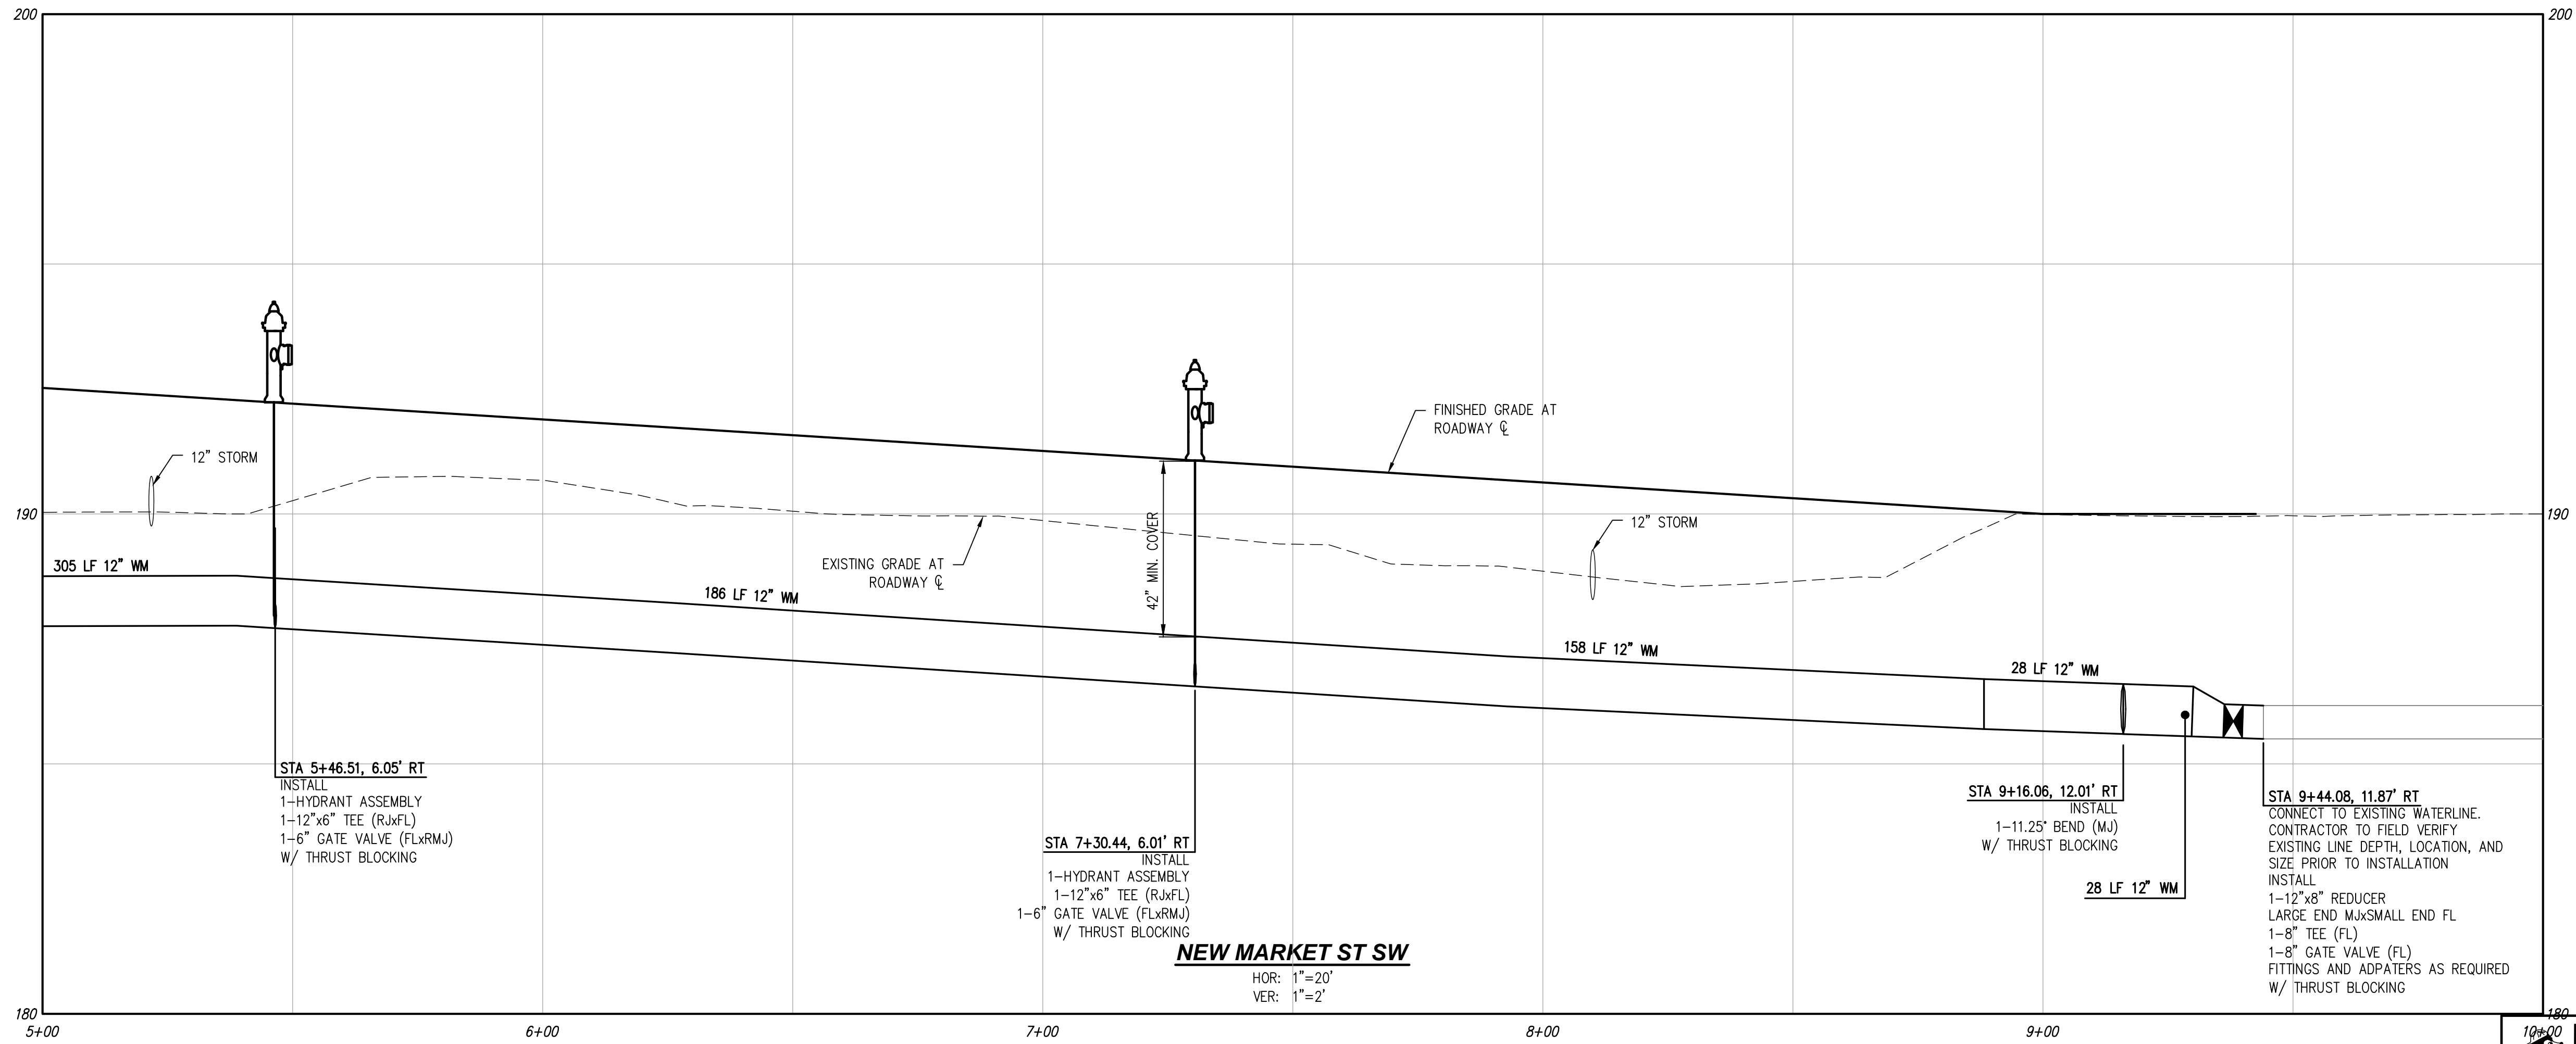 200
200
12" STORM
FINISHED GRADE AT
ROADWAY ℄
190
190
42" MIN. COVER
12" STORM
EXISTING GRADE AT
ROADWAY ℄
305 LF 12" WM
186 LF 12" WM
158 LF 12" WM
28 LF 12" WM
STA 5+46.51, 6.05' RT
INSTALL
1-HYDRANT ASSEMBLY
1-12"x6" TEE (RJxFL)
1-6" GATE VALVE (FLxRMJ)
W/ THRUST BLOCKING
STA 7+30.44, 6.01' RT
INSTALL
1-HYDRANT ASSEMBLY
1-12"x6" TEE (RJxFL)
1-6" GATE VALVE (FLxRMJ)
W/ THRUST BLOCKING
STA 9+16.06, 12.01' RT
INSTALL
1-11.25° BEND (MJ)
W/ THRUST BLOCKING
28 LF 12" WM
STA 9+44.08, 11.87' RT
CONNECT TO EXISTING WATERLINE.
CONTRACTOR TO FIELD VERIFY
EXISTING LINE DEPTH, LOCATION, AND
SIZE PRIOR TO INSTALLATION
INSTALL
1-12"x8" REDUCER
LARGE END MJxSMALL END FL
1-8" TEE (FL)
1-8" GATE VALVE (FL)
FITTINGS AND ADPATERS AS REQUIRED
W/ THRUST BLOCKING
NEW MARKET ST SW
HOR: 1"=20'
VER: 1"=2'
180
180
5+00
6+00
7+00
8+00
9+00
10+00